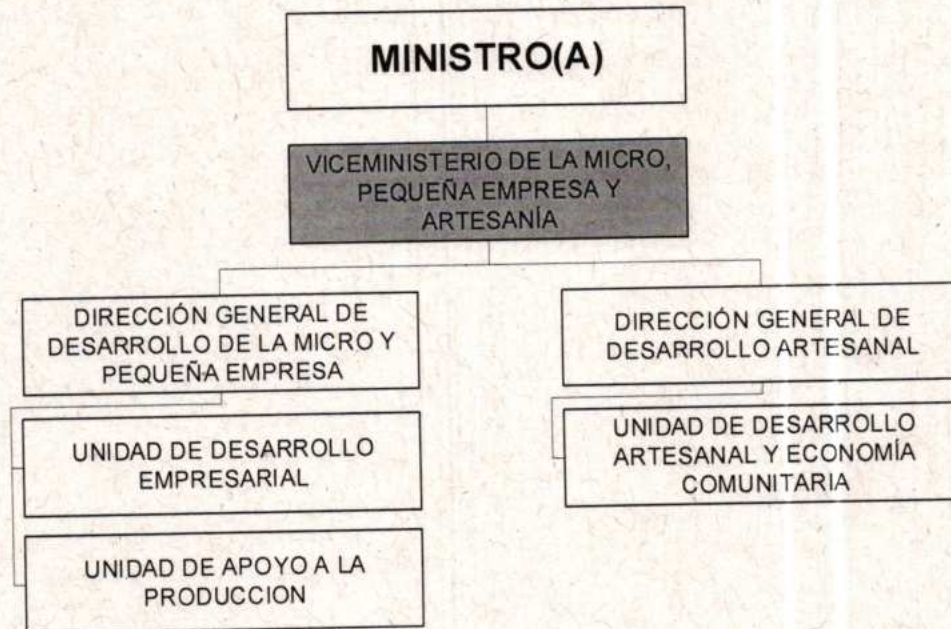 MINISTRO(A)
VICEMINISTERIO DE LA MICRO,
PEQUEÑA EMPRESA Y
ARTESANÍA
DIRECCIÓN GENERAL DE
DESARROLLO DE LA MICRO Y
PEQUEÑA EMPRESA
UNIDAD DE DESARROLLO
EMPRESARIAL
UNIDAD DE APOYO A LA
PRODUCCION
DIRECCIÓN GENERAL DE
DESARROLLO ARTESANAL
UNIDAD DE DESARROLLO
ARTESANAL Y ECONOMÍA
COMUNITARIA